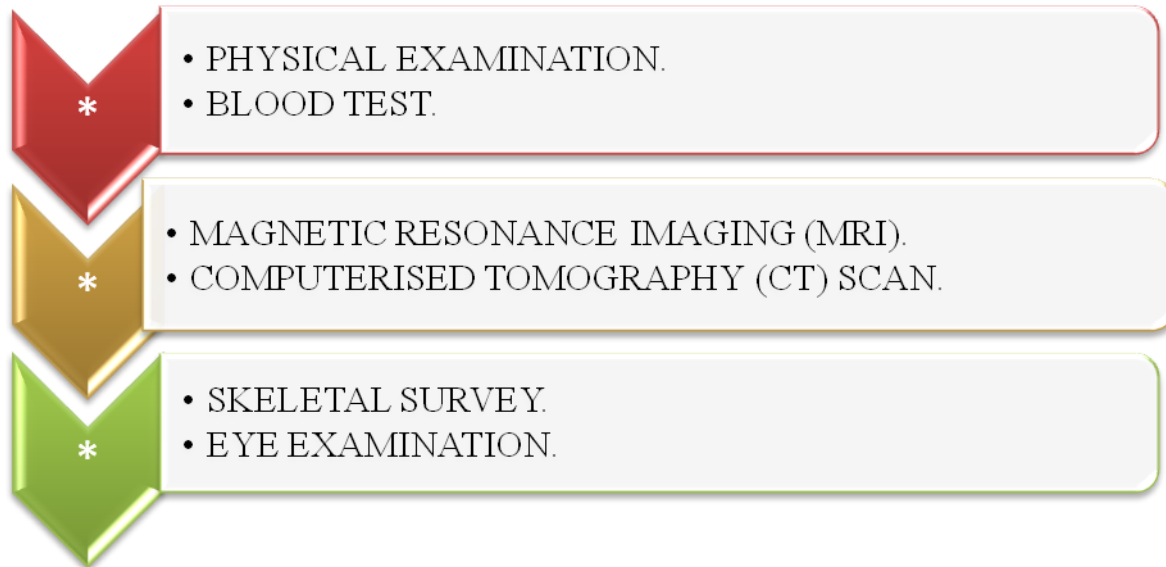 *
• PHYSICAL EXAMINATION.
• BLOOD TEST.
*
• MAGNETIC RESONANCE IMAGING (MRI).
• COMPUTERISED TOMOGRAPHY (CT) SCAN.
*
• SKELETAL SURVEY.
• EYE EXAMINATION.